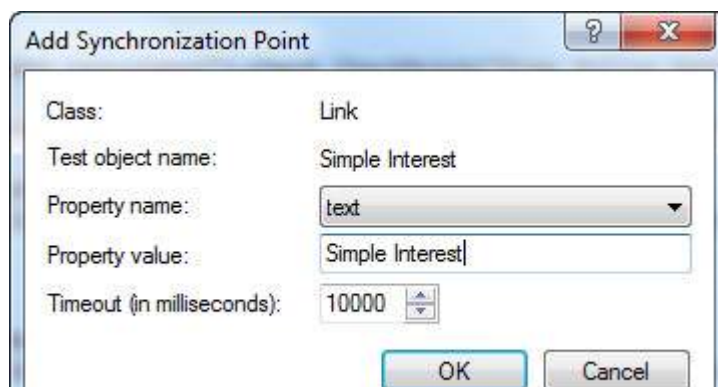 Add Synchronization Point
Class: Link
Test object name: Simple Interest
Property name: text
Property value: Simple Interest
Timeout (in milliseconds): 10000
OK Cancel